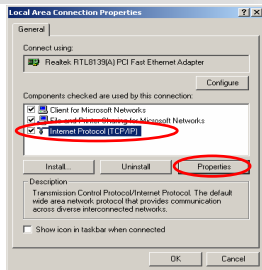 Local Area Connection Properties
General
Connect using:
Realtek RTL8139(A) PCI Fast Ethernet Adapter
Configure
Components checked are used by this connection:
Client for Microsoft Networks
File and Printer Sharing for Microsoft Networks
Internet Protocol (TCP/IP)
Install...
Uninstall
Properties
Description
Transmission Control Protocol/Internet Protocol. The default
wide area network protocol that provides communication
across diverse interconnected networks.
Show icon in taskbar when connected
OK
Cancel